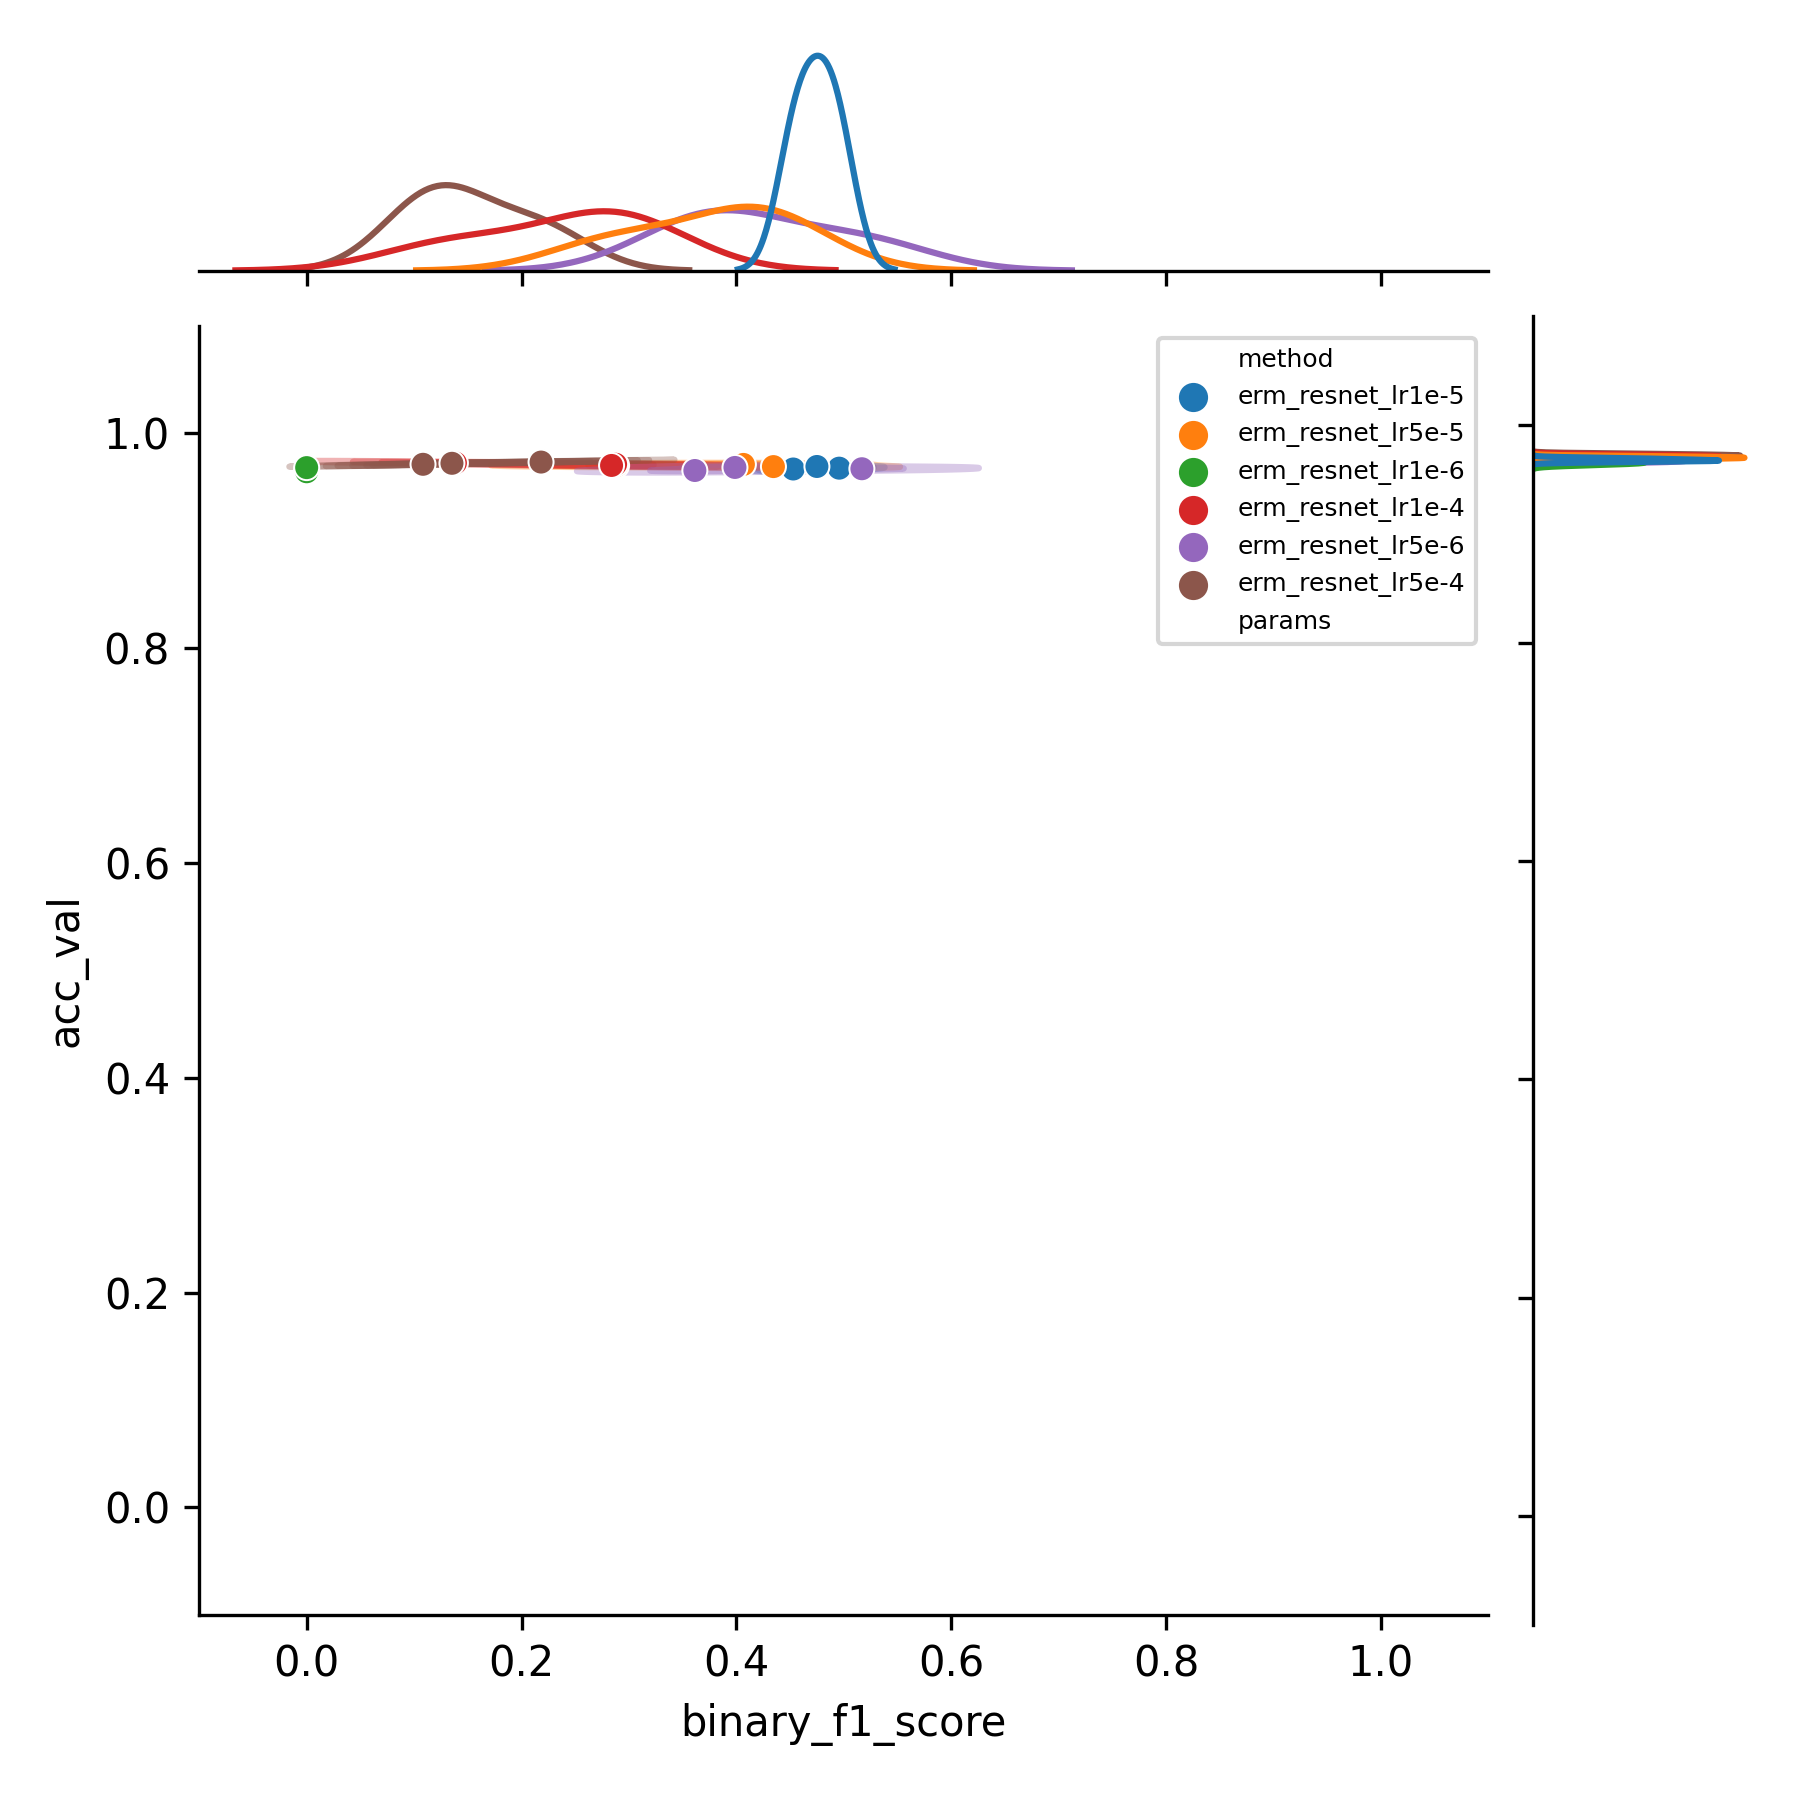 method
erm_resnet_lr1e-5
erm_resnet_lr5e-5
erm_resnet_lr1e-6
erm_resnet_lr1e-4
erm_resnet_lr5e-6
erm_resnet_lr5e-4
params
1.0
0.8
0.6
0.4
0.2
0.0
acc_val
0.0 0.2 0.4 0.6 0.8 1.0
binary_f1_score